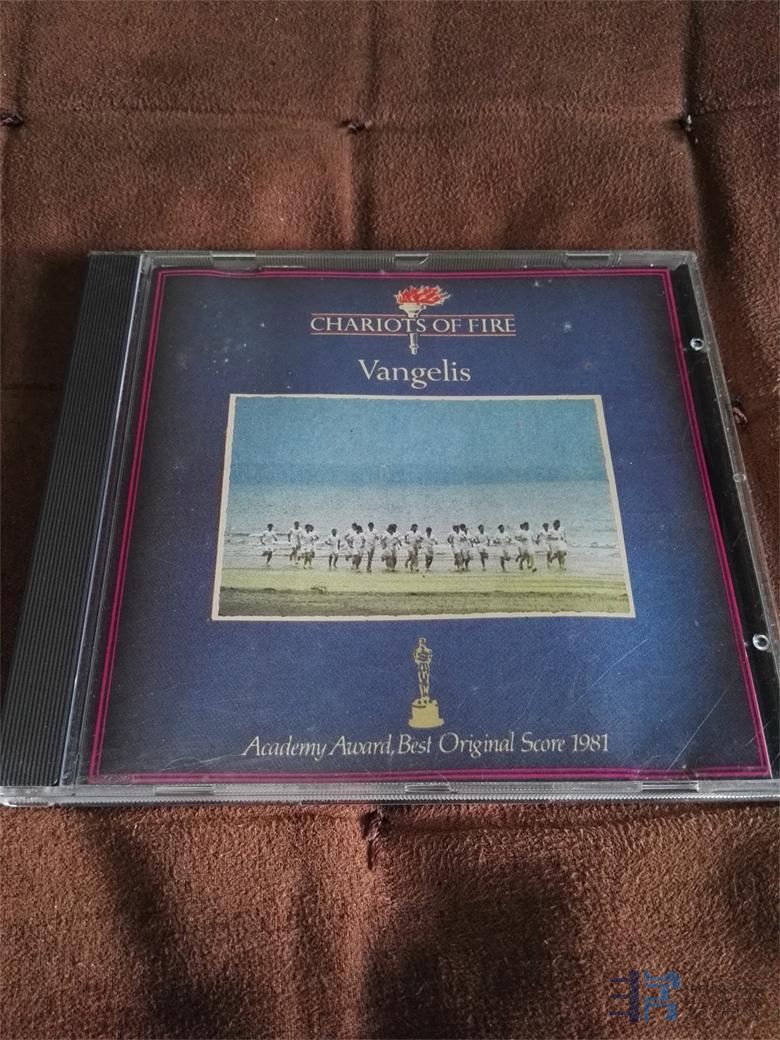 CHARIOTS OF FIRE
Vangelis
Academy Award, Best Original Score 1981